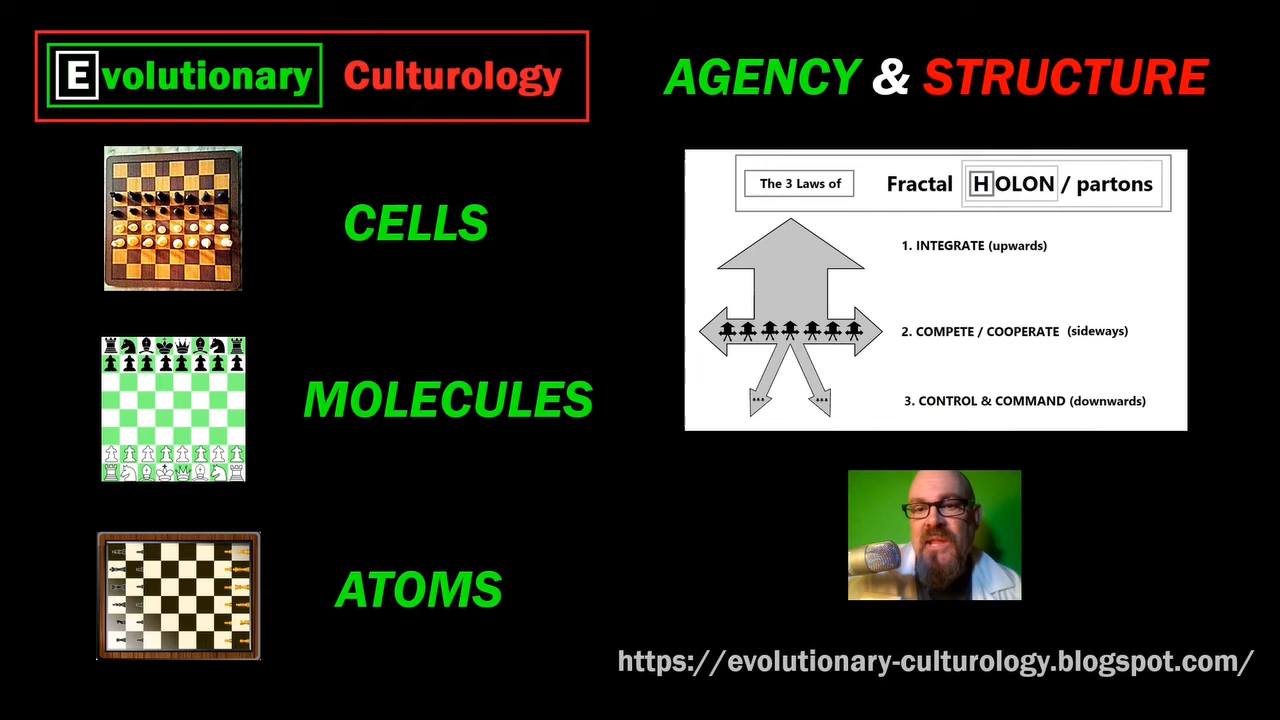 Evolutionary Culturology
AGENCY & STRUCTURE
CELLS
MOLECULES
ATOMS
The 3 Laws of Fractal HOLON / partons
1. INTEGRATE (upwards)
2. COMPETE / COOPERATE (sideways)
3. CONTROL & COMMAND (downwards)
https://evolutionary-culturology.blogspot.com/